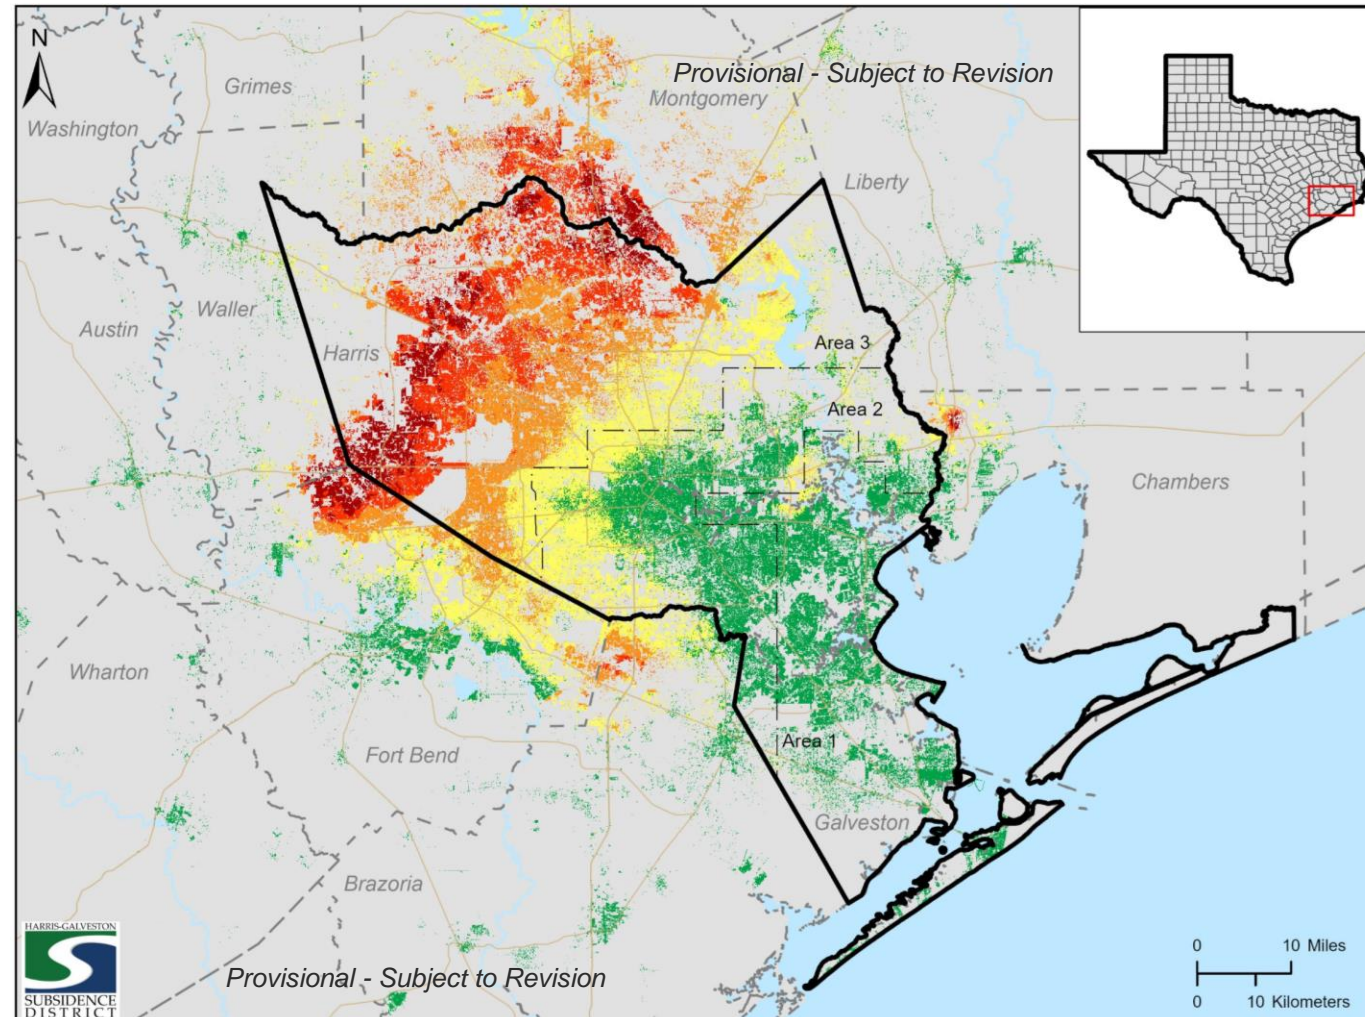 N
Provisional - Subject to Revision
Grimes
Montgomery
Washington
Liberty
Waller
Austin
Harris
Area 3
Area 2
Chambers
Wharton
Fort Bend
Area 1
Galveston
Brazoria
HARRIS-GALVESTON
SUBSIDENCE
DISTRICT
Provisional - Subject to Revision
0 10 Miles
0 10 Kilometers